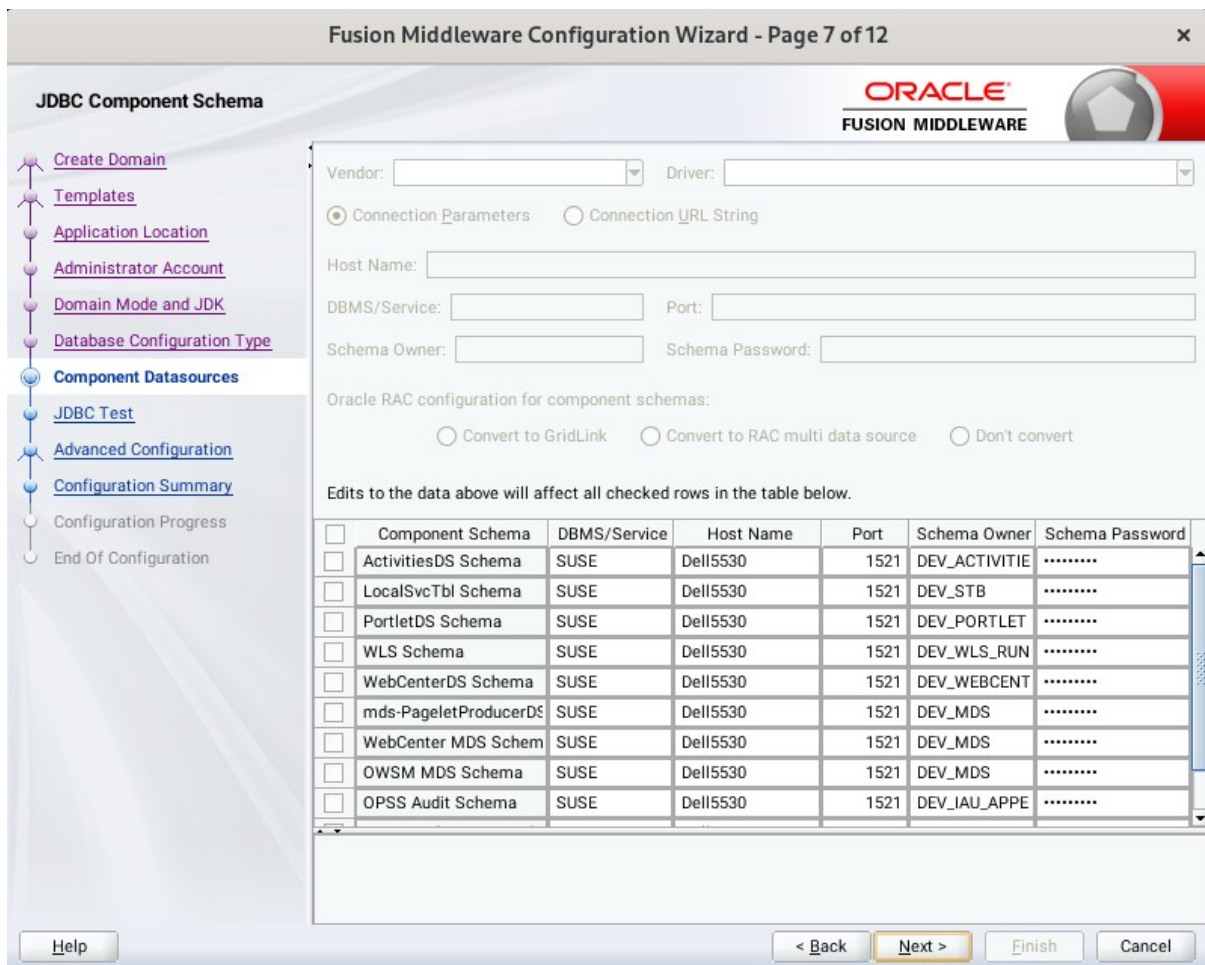 Fusion Middleware Configuration Wizard - Page 7 of 12
JDBC Component Schema
ORACLE
FUSION MIDDLEWARE
Create Domain
Templates
Application Location
Administrator Account
Domain Mode and JDK
Database Configuration Type
Component Datasources
JDBC Test
Advanced Configuration
Configuration Summary
Configuration Progress
End Of Configuration
Vendor: Driver:
Connection Parameters Connection URL String
Host Name:
DBMS/Service: Port:
Schema Owner: Schema Password:
Oracle RAC configuration for component schemas:
Convert to GridLink Convert to RAC multi data source Don't convert
Edits to the data above will affect all checked rows in the table below.
Component Schema DBMS/Service Host Name Port Schema Owner Schema Password
ActivitiesDS Schema SUSE Dell5530 1521 DEV_ACTIVITIE •••••••••
LocalSvcTbl Schema SUSE Dell5530 1521 DEV_STB •••••••••
PortletDS Schema SUSE Dell5530 1521 DEV_PORTLET •••••••••
WLS Schema SUSE Dell5530 1521 DEV_WLS_RUN •••••••••
WebCenterDS Schema SUSE Dell5530 1521 DEV_WEBCENT •••••••••
mds-PageletProducerDS SUSE Dell5530 1521 DEV_MDS •••••••••
WebCenter MDS Schem SUSE Dell5530 1521 DEV_MDS •••••••••
OWSM MDS Schema SUSE Dell5530 1521 DEV_MDS •••••••••
OPSS Audit Schema SUSE Dell5530 1521 DEV_IAU_APPE •••••••••
Help < Back Next > Finish Cancel